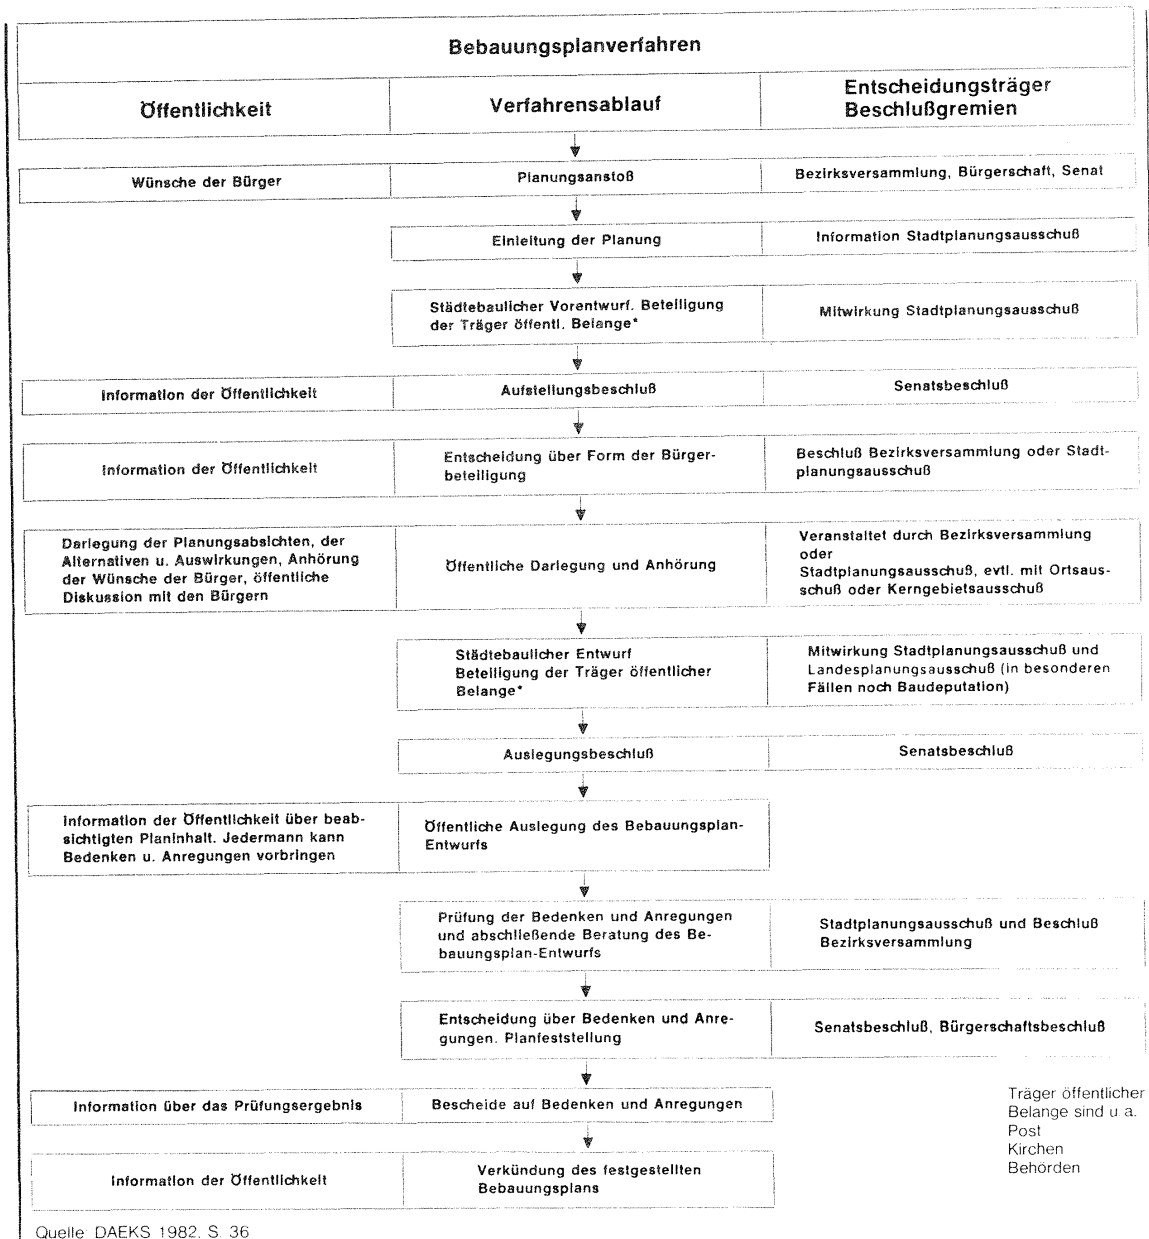 Bebauungsplanverfahren
Öffentlichkeit
Verfahrensablauf
Entscheidungsträger
Beschlußgremien
Wünsche der Bürger
Planungsanstoß
Bezirksversammlung, Bürgerschaft, Senat
Einleitung der Planung
Information Stadtplanungsausschuß
Städtebaulicher Vorentwurf. Beteiligung
der Träger öffentl. Belange*
Mitwirkung Stadtplanungsausschuß
Information der Öffentlichkeit
Aufstellungsbeschluß
Senatsbeschluß
Information der Öffentlichkeit
Entscheidung über Form der Bürger-
beteiligung
Beschluß Bezirksversammlung oder Stadt-
planungsausschuß
Darlegung der Planungsabsichten, der
Alternativen u. Auswirkungen, Anhörung
der Wünsche der Bürger, öffentliche
Diskussion mit den Bürgern
Öffentliche Darlegung und Anhörung
Veranstaltet durch Bezirksversammlung
oder
Stadtplanungsausschuß, evtl. mit Ortsaus-
schuß oder Kerngebietsausschuß
Städtebaulicher Entwurf
Beteiligung der Träger öffentlicher
Belange*
Mitwirkung Stadtplanungsausschuß und
Landesplanungsausschuß (in besonderen
Fällen noch Baudeputation)
Auslegungsbeschluß
Senatsbeschluß
Information der Öffentlichkeit über beab-
sichtigten Planinhalt. Jedermann kann
Bedenken u. Anregungen vorbringen
Öffentliche Auslegung des Bebauungsplan-
Entwurfs
Prüfung der Bedenken und Anregungen
und abschließende Beratung des Be-
bauungsplan-Entwurfs
Stadtplanungsausschuß und Beschluß
Bezirksversammlung
Entscheidung über Bedenken und Anre-
gungen. Planfeststellung
Senatsbeschluß, Bürgerschaftsbeschluß
Information über das Prüfungsergebnis
Bescheide auf Bedenken und Anregungen
Information der Öffentlichkeit
Verkündung des festgestellten
Bebauungsplans
Träger öffentlicher
Belange sind u a.
Post
Kirchen
Behörden
Quelle: DAEKS 1982, S. 36